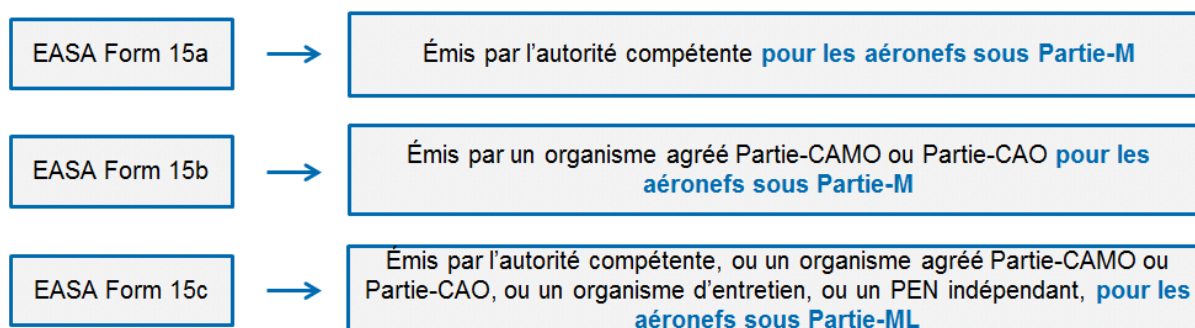 EASA Form 15a
Émis par l’autorité compétente pour les aéronefs sous Partie-M
EASA Form 15b
Émis par un organisme agréé Partie-CAMO ou Partie-CAO pour les
aéronefs sous Partie-M
EASA Form 15c
Émis par l’autorité compétente, ou un organisme agréé Partie-CAMO ou
Partie-CAO, ou un organisme d’entretien, ou un PEN indépendant, pour les
aéronefs sous Partie-ML